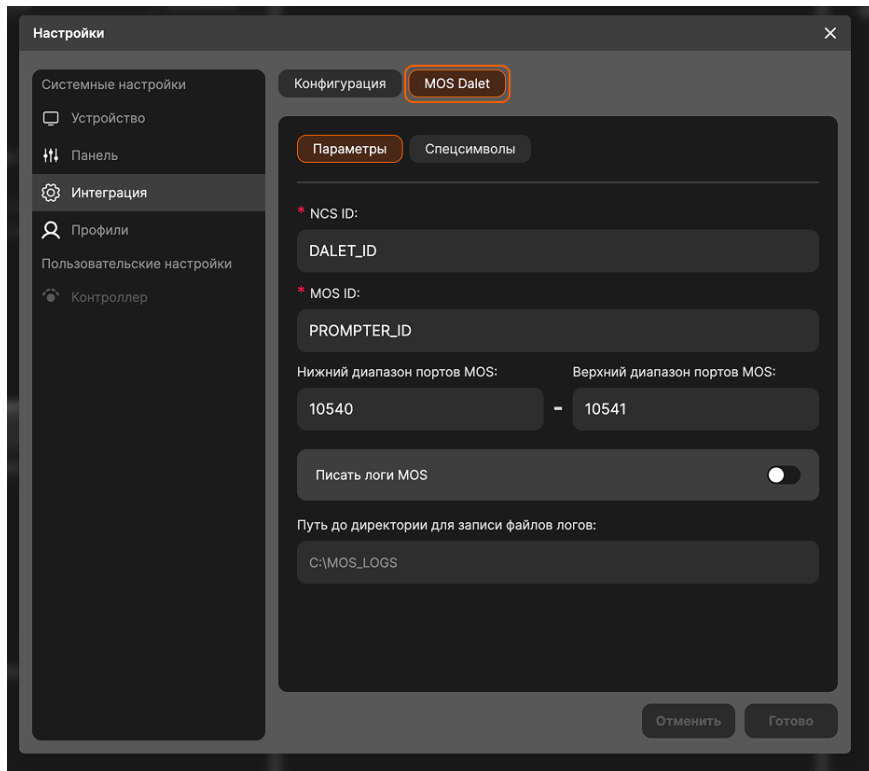 Настройки
Системные настройки
Устройство
Панель
Интеграция
Профили
Пользовательские настройки
Контроллер
Конфигурация
MOS Dalet
Параметры
Спецсимволы
* NCS ID:
DALET_ID
* MOS ID:
PROMPTER_ID
Нижний диапазон портов MOS:
Верхний диапазон портов MOS:
10540 - 10541
Писать логи MOS
Путь до директории для записи файлов логов:
C:\MOS_LOGS
Отменить
Готово